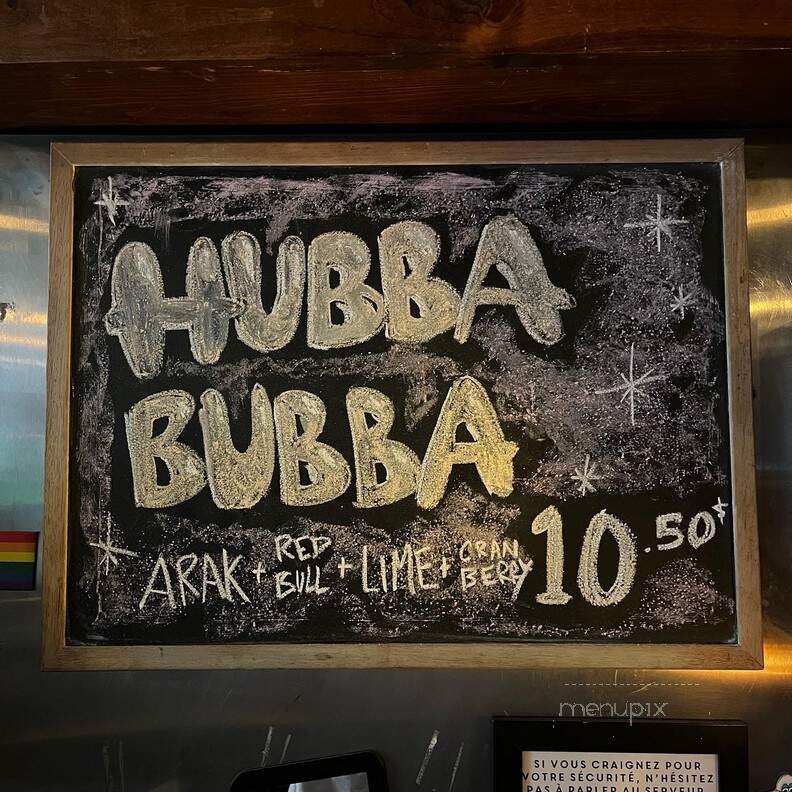 HUBBA
BUBBA
ARAK + RED BULL + LIME + CRAN BERRY 10.50$
menupix
SI VOUS CRAIGNEZ POUR
VOTRE SÉCURITÉ, N'HÉSITEZ
PAS À PARLER AU SERVEUR